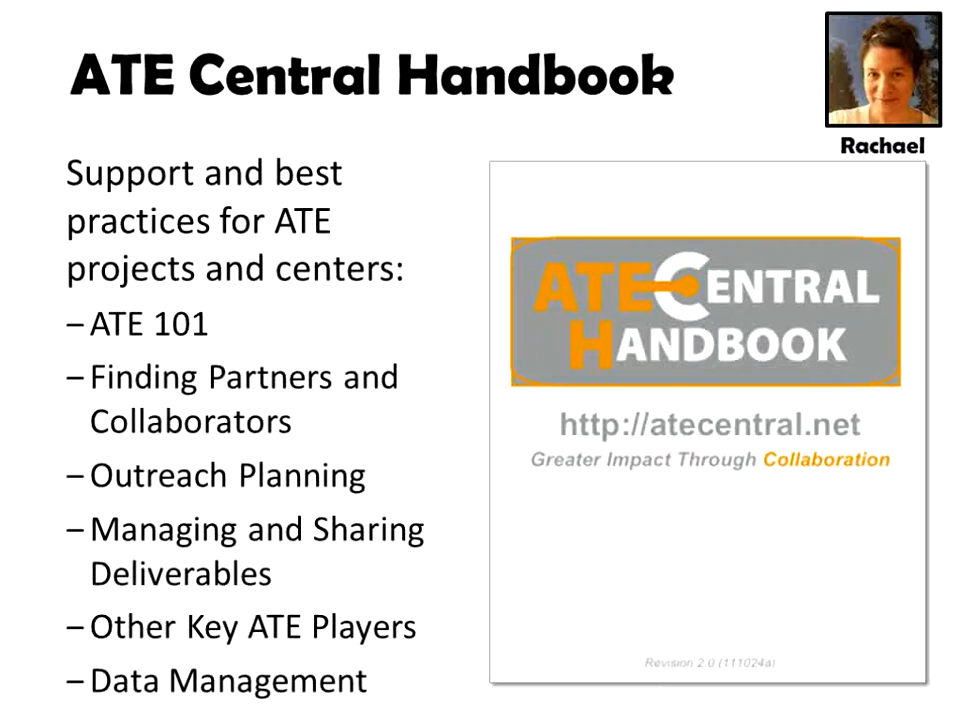 ATE Central Handbook
Rachael
Support and best
practices for ATE
projects and centers:
– ATE 101
– Finding Partners and
Collaborators
– Outreach Planning
– Managing and Sharing
Deliverables
– Other Key ATE Players
– Data Management
ATE CENTRAL
HANDBOOK
http://atecentral.net
Greater Impact Through Collaboration
Revision 2.0 (111024a)